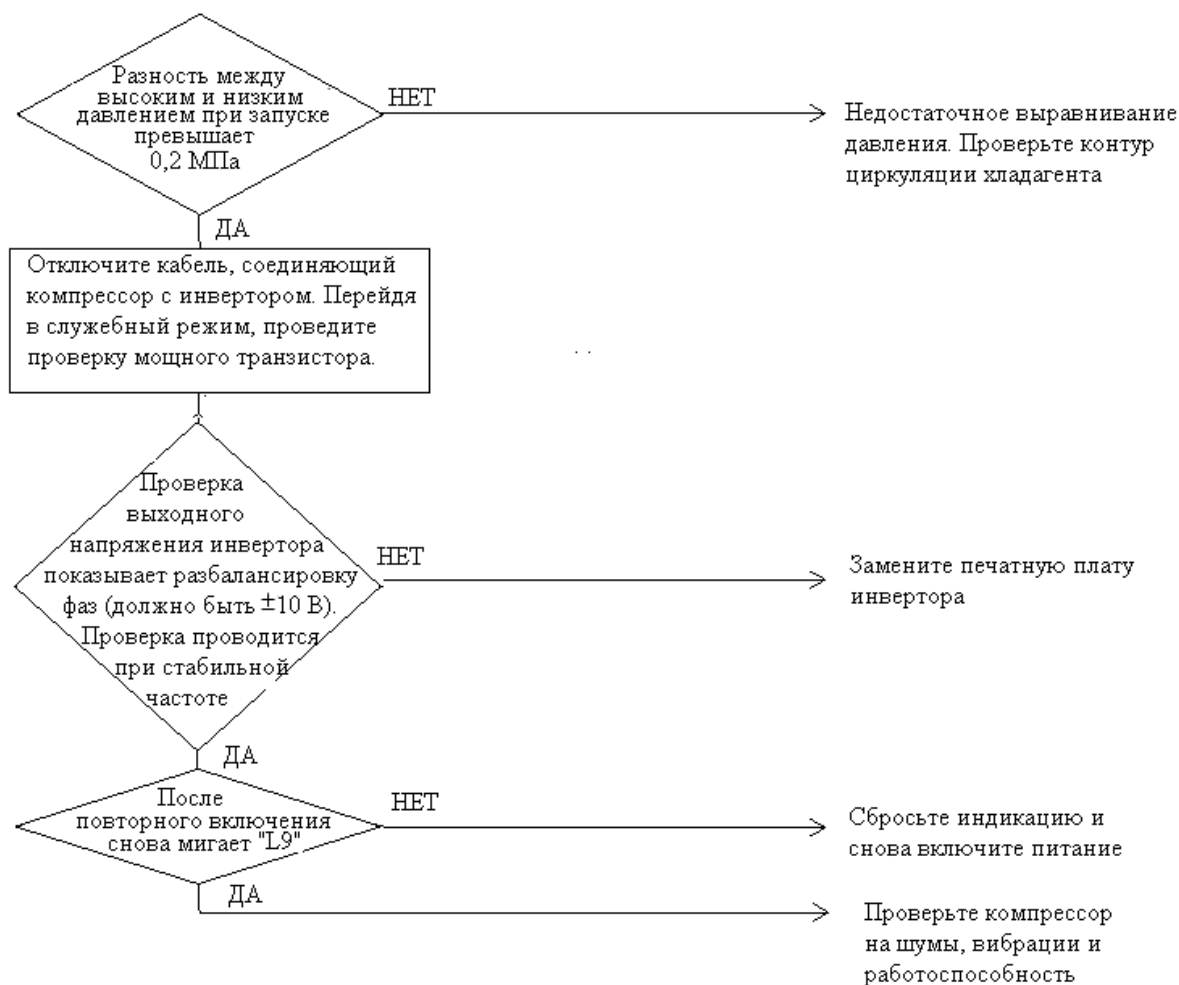 Разность между
высоким и низким
давлением при запуске
превышает
0,2 МПа
НЕТ
Недостаточное выравнивание
давления. Проверьте контур
циркуляции хладагента
ДА
Отключите кабель, соединяющий
компрессор с инвертором. Перейдя
в служебный режим, проведите
проверку мощного транзистора.
Проверка
выходного
напряжения инвертора
показывает разбалансировку
фаз (должно быть ±10 В).
Проверка проводится
при стабильной
частоте
НЕТ
Замените печатную плату
инвертора
ДА
После
повторного включения
снова мигает "L9"
НЕТ
Сбросьте индикацию и
снова включите питание
ДА
Проверьте компрессор
на шумы, вибрации и
работоспособность